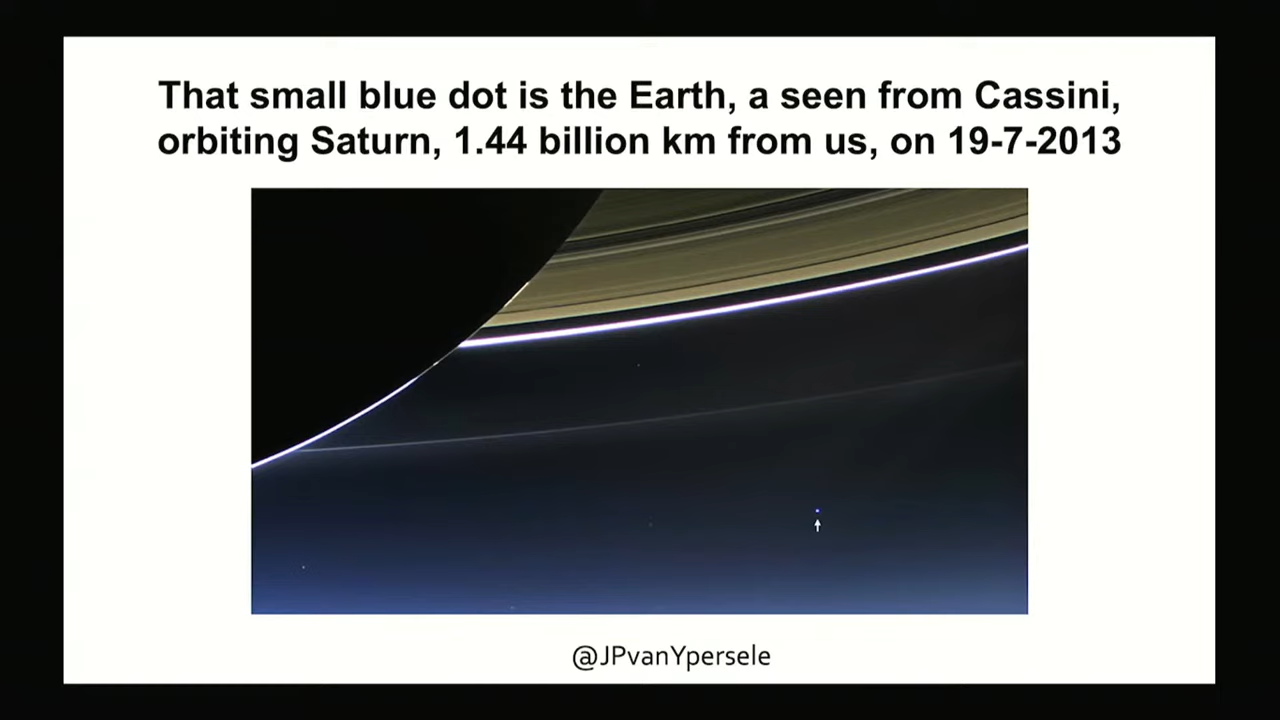 That small blue dot is the Earth, a seen from Cassini,
orbiting Saturn, 1.44 billion km from us, on 19-7-2013
@JPvanYpersele